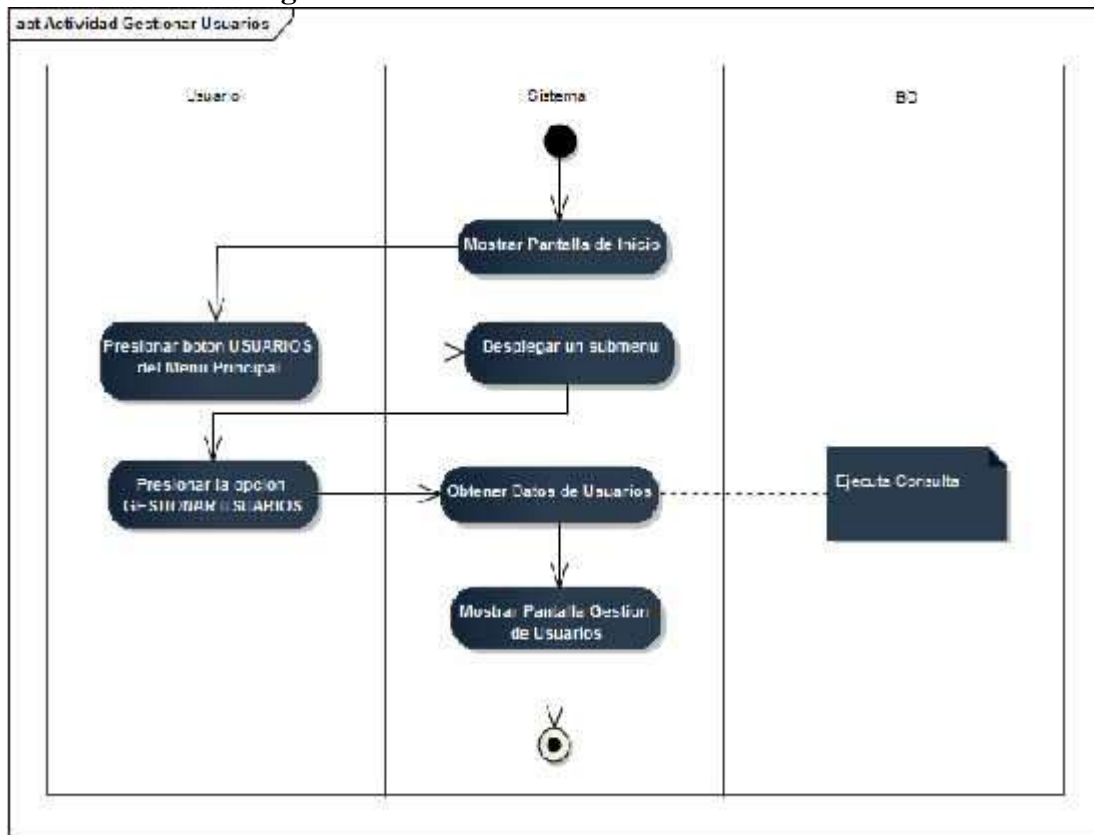 act Actividad Gestionar Usuarios
Usuario
Sistema
BD
Mostrar Pantalla de Inicio
Presionar boton USUARIOS
del Menu Principal
Desplegar un submenu
Presionar la opcion
GESTIONAR USUARIOS
Obtener Datos de Usuarios
Ejecuta Consulta
Mostrar Pantalla Gestion
de Usuarios